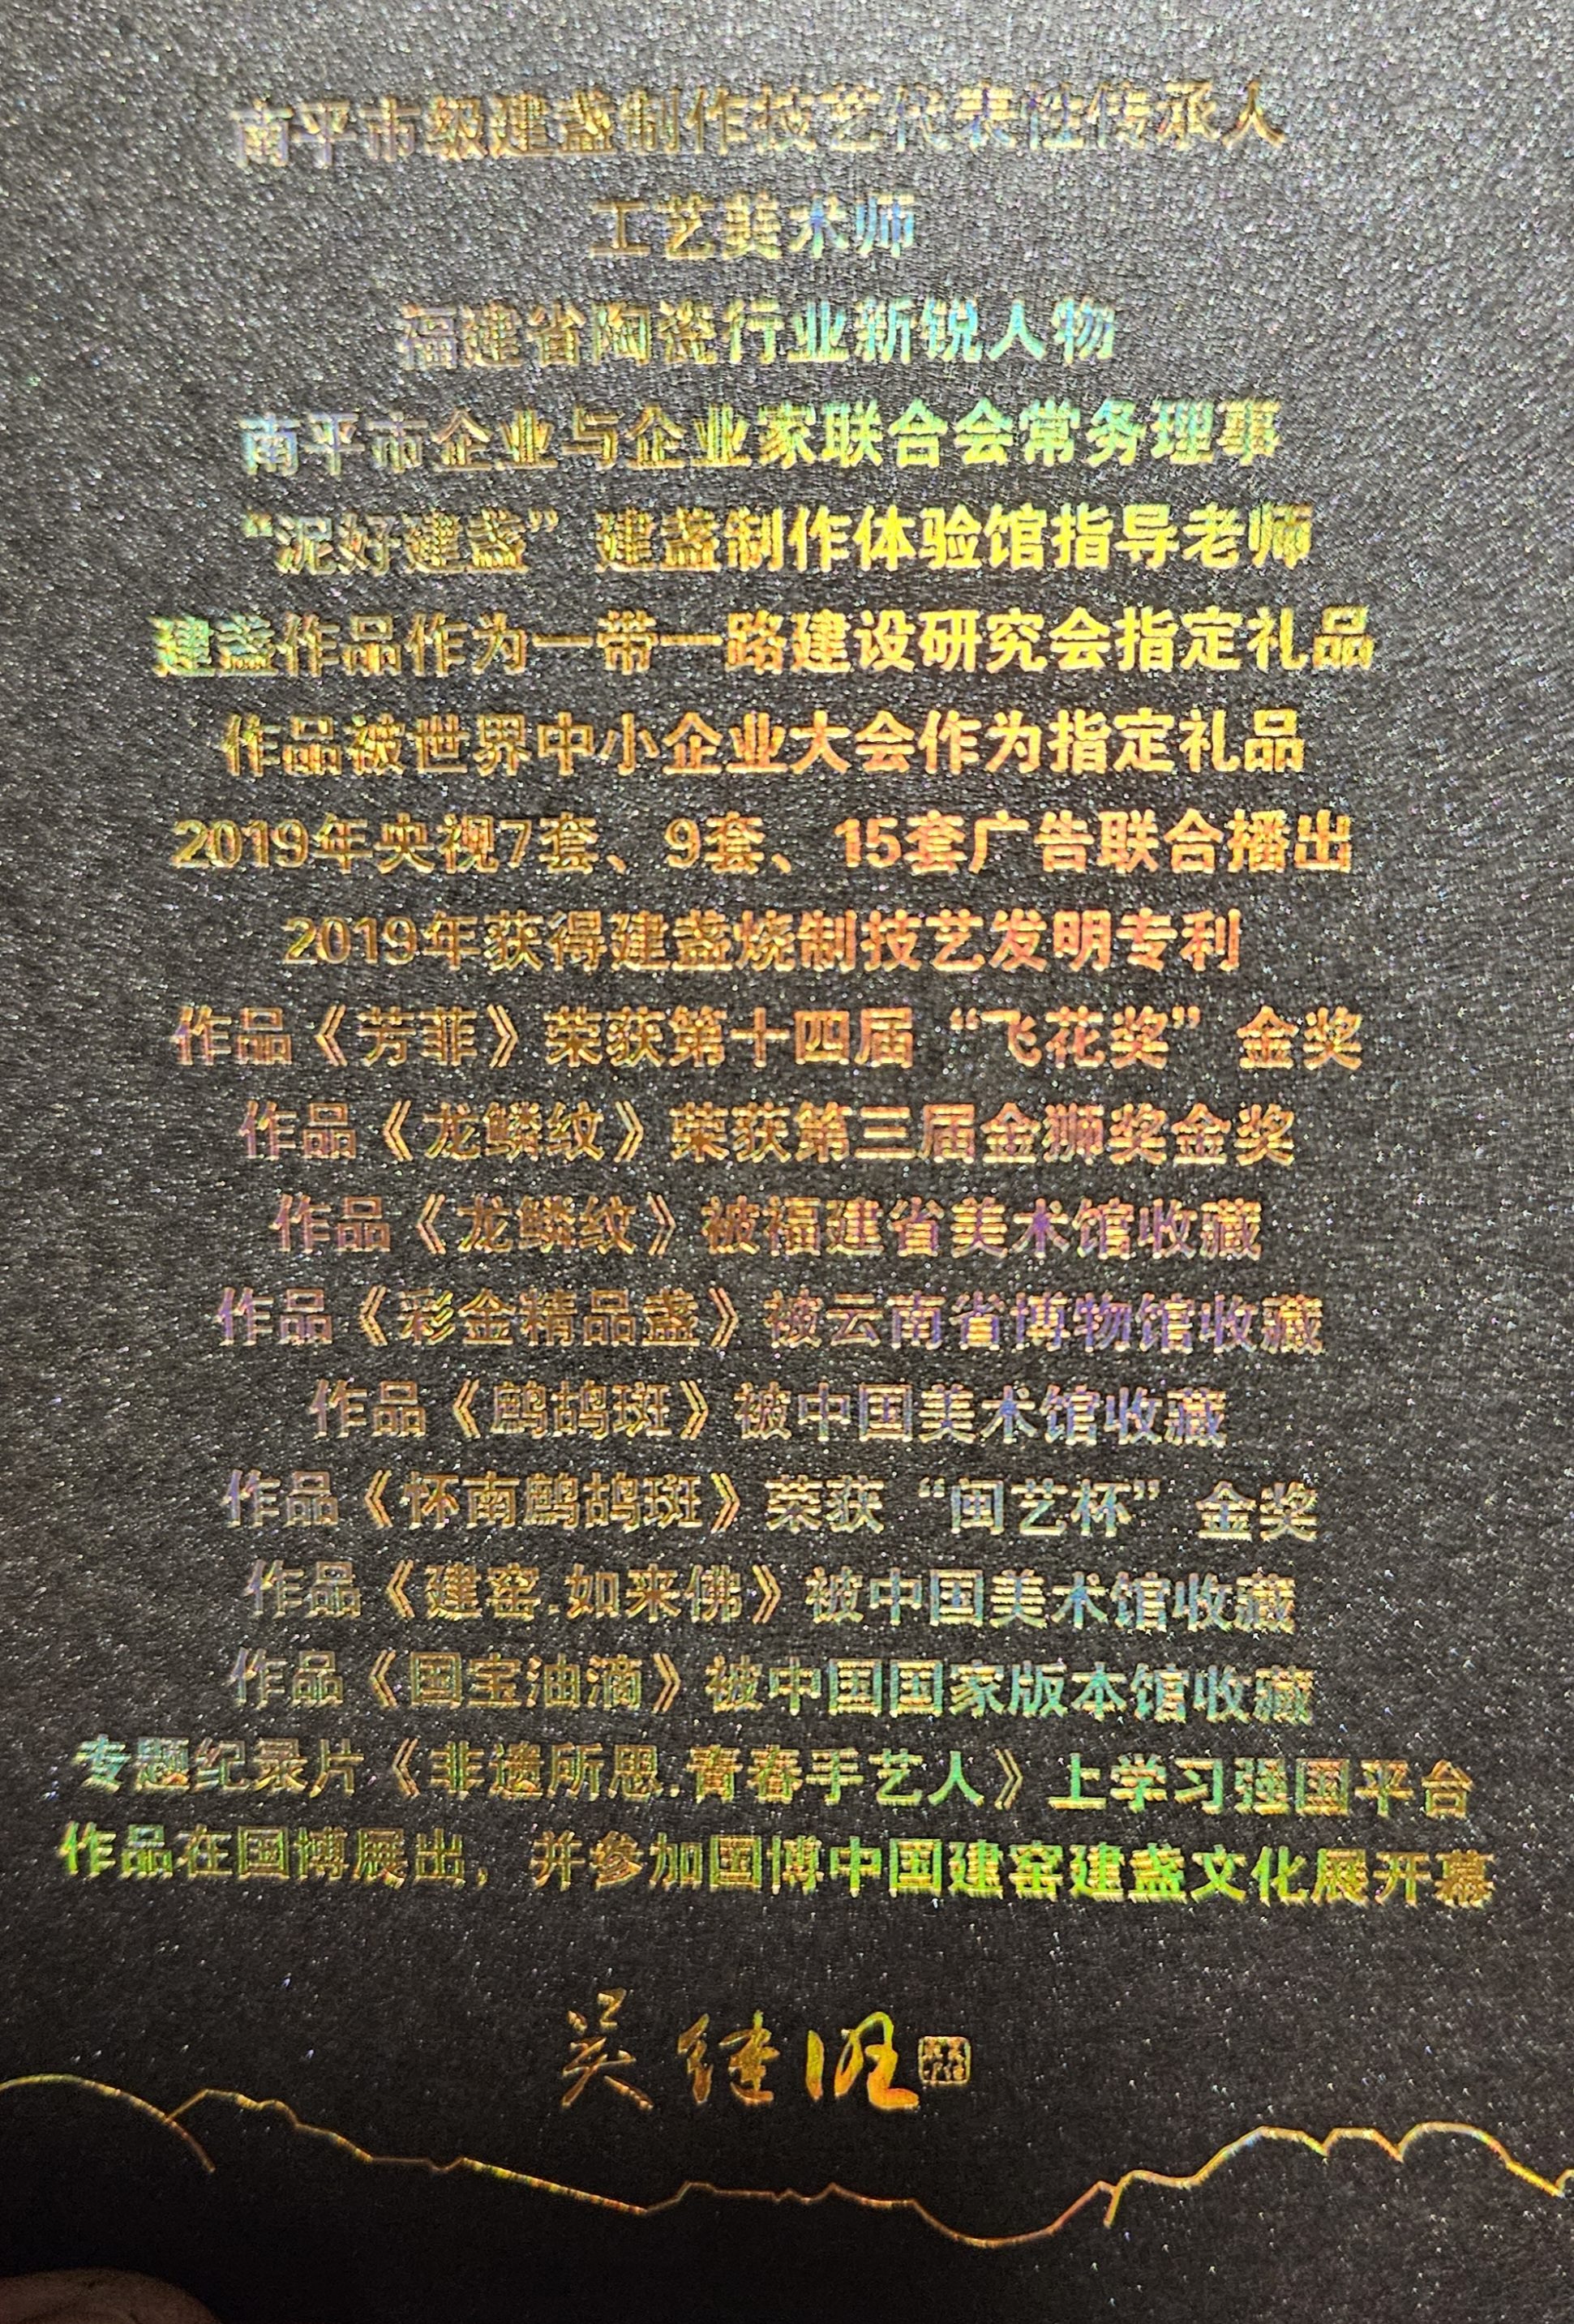 南平市级建盏制作技艺代表性传承人
工艺美术师
福建省陶瓷行业新锐人物
南平市企业与企业家联合会常务理事
“泥好建盏” 建盏制作体验馆指导老师
建盏作品作为一带一路建设研究会指定礼品
作品被世界中小企业大会作为指定礼品
2019年央视7套、9套、15套广告联合播出
2019年获得建盏烧制技艺发明专利
作品《芳菲》荣获第十四届 “飞花奖” 金奖
作品《龙鳞纹》荣获第三届金狮奖金奖
作品《龙鳞纹》被福建省美术馆收藏
作品《彩金精品盏》被云南省博物馆收藏
作品《鹧鸪斑》被中国美术馆收藏
作品《怀南鹧鸪斑》荣获 “闽艺杯” 金奖
作品《建窑.如来佛》被中国美术馆收藏
作品《国宝油滴》被中国国家版本馆收藏
专题纪录片《非遗所思.青春手艺人》上学习强国平台
作品在国博展出，并参加国博中国建窑建盏文化展开幕
吴继旺